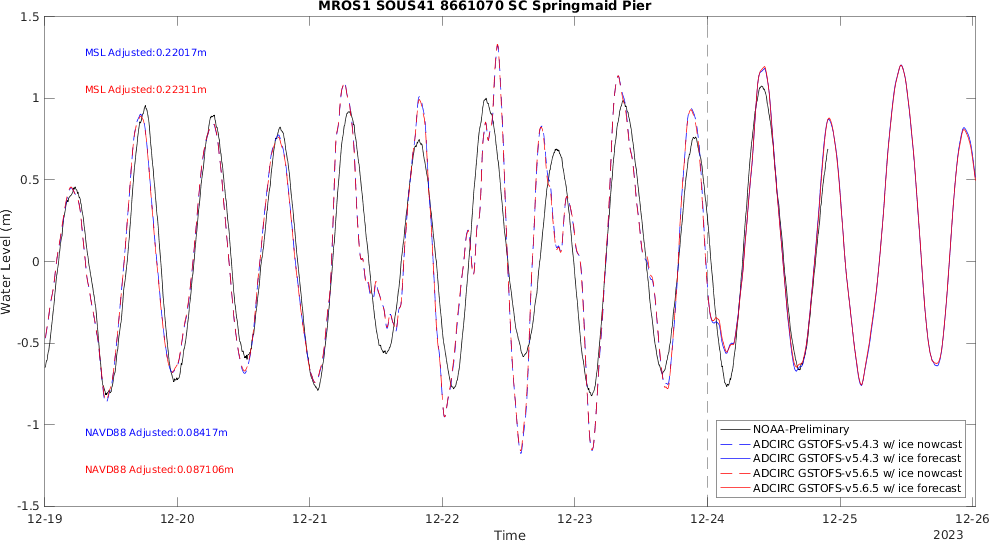 MROS1 SOUS41 8661070 SC Springmaid Pier
1.5
MSL Adjusted:0.22017m
MSL Adjusted:0.22311m
1
0.5
Water Level (m)
0
-0.5
-1
NAVD88 Adjusted:0.08417m
NAVD88 Adjusted:0.087106m
NOAA-Preliminary
ADCIRC GSTOFS-v5.4.3 w/ ice nowcast
ADCIRC GSTOFS-v5.4.3 w/ ice forecast
ADCIRC GSTOFS-v5.6.5 w/ ice nowcast
ADCIRC GSTOFS-v5.6.5 w/ ice forecast
-1.5
12-19 12-20 12-21 12-22 12-23 12-24 12-25 12-26
Time
2023